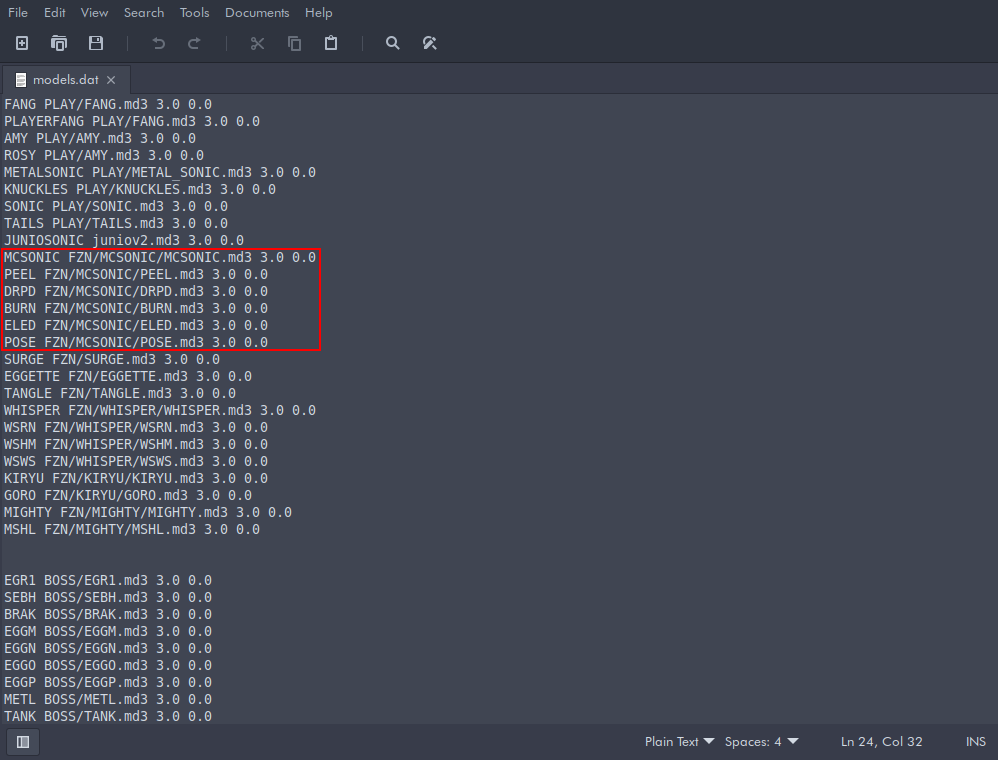 File Edit View Search Tools Documents Help
models.dat
FANG PLAY/FANG.md3 3.0 0.0
PLAYERFANG PLAY/FANG.md3 3.0 0.0
AMY PLAY/AMY.md3 3.0 0.0
ROSY PLAY/AMY.md3 3.0 0.0
METALSONIC PLAY/METAL_SONIC.md3 3.0 0.0
KNUCKLES PLAY/KNUCKLES.md3 3.0 0.0
SONIC PLAY/SONIC.md3 3.0 0.0
TAILS PLAY/TAILS.md3 3.0 0.0
JUNIOSONIC juniov2.md3 3.0 0.0
MCSONIC FZN/MCSONIC/MCSONIC.md3 3.0 0.0
PEEL FZN/MCSONIC/PEEL.md3 3.0 0.0
DRPD FZN/MCSONIC/DRPD.md3 3.0 0.0
BURN FZN/MCSONIC/BURN.md3 3.0 0.0
ELED FZN/MCSONIC/ELED.md3 3.0 0.0
POSE FZN/MCSONIC/POSE.md3 3.0 0.0
SURGE FZN/SURGE.md3 3.0 0.0
EGGETTE FZN/EGGETTE.md3 3.0 0.0
TANGLE FZN/TANGLE.md3 3.0 0.0
WHISPER FZN/WHISPER/WHISPER.md3 3.0 0.0
WSRN FZN/WHISPER/WSRN.md3 3.0 0.0
WSHM FZN/WHISPER/WSHM.md3 3.0 0.0
WSWS FZN/WHISPER/WSWS.md3 3.0 0.0
KIRYU FZN/KIRYU/KIRYU.md3 3.0 0.0
GORO FZN/KIRYU/GORO.md3 3.0 0.0
MIGHTY FZN/MIGHTY/MIGHTY.md3 3.0 0.0
MSHL FZN/MIGHTY/MSHL.md3 3.0 0.0
EGR1 BOSS/EGR1.md3 3.0 0.0
SEBH BOSS/SEBH.md3 3.0 0.0
BRAK BOSS/BRAK.md3 3.0 0.0
EGGM BOSS/EGGM.md3 3.0 0.0
EGGN BOSS/EGGN.md3 3.0 0.0
EGGO BOSS/EGGO.md3 3.0 0.0
EGGP BOSS/EGGP.md3 3.0 0.0
METL BOSS/METL.md3 3.0 0.0
TANK BOSS/TANK.md3 3.0 0.0
Plain Text Spaces: 4 Ln 24, Col 32 INS